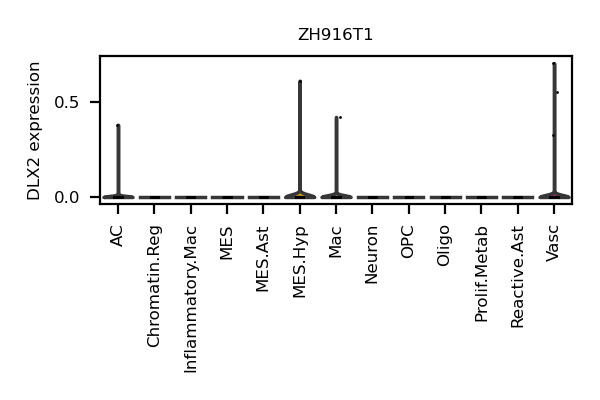 ZH916T1
DLX2 expression
0.5
0.0
AC
Chromatin.Reg
Inflammatory.Mac
MES
MES.Ast
MES.Hyp
Mac
Neuron
OPC
Oligo
Prolif.Metab
Reactive.Ast
Vasc